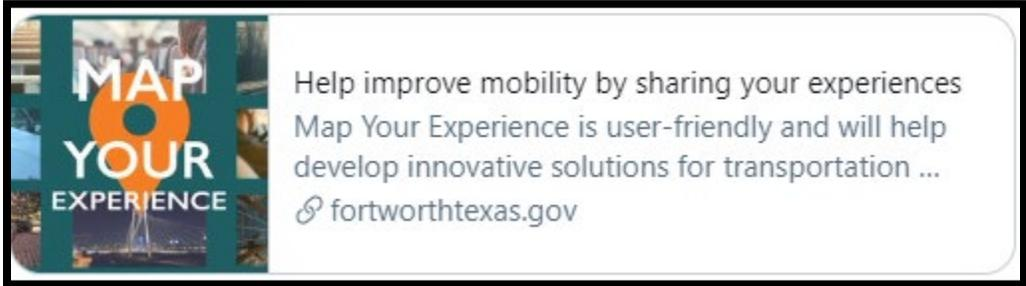 MAP
YOUR
EXPERIENCE
Help improve mobility by sharing your experiences
Map Your Experience is user-friendly and will help
develop innovative solutions for transportation ...
fortworthtexas.gov